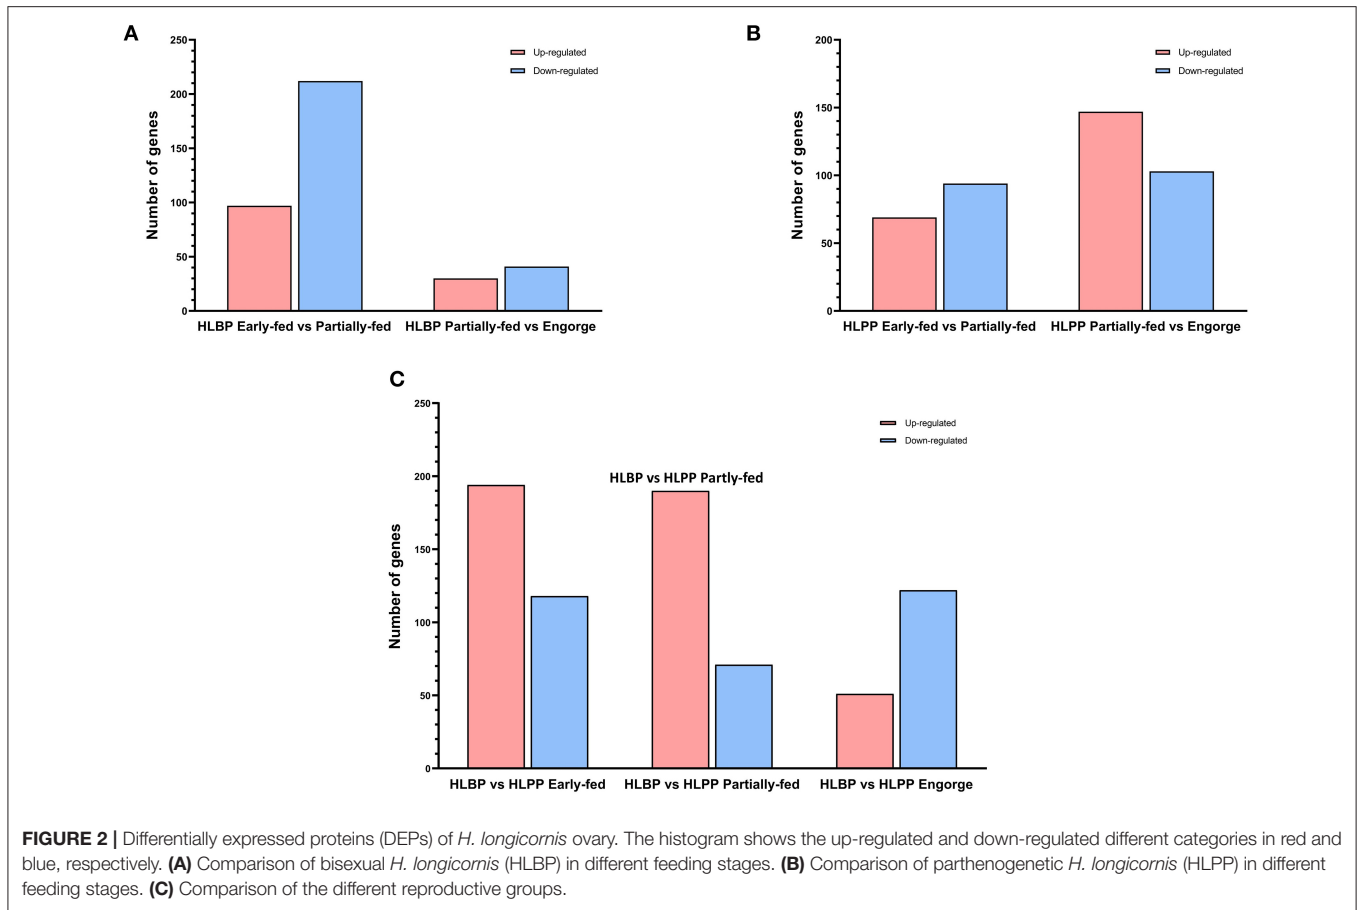 A
250
200
150
100
50
0
Number of genes
Up-regulated
Down-regulated
HLBP Early-fed vs Partially-fed
HLBP Partially-fed vs Engorge
B
200
150
100
50
0
Number of genes
Up-regulated
Down-regulated
HLPP Early-fed vs Partially-fed
HLPP Partially-fed vs Engorge
C
250
200
150
100
50
0
Number of genes
Up-regulated
Down-regulated
HLBP vs HLPP Partly-fed
HLBP vs HLPP Early-fed
HLBP vs HLPP Partially-fed
HLBP vs HLPP Engorge
FIGURE 2 | Differentially expressed proteins (DEPs) of H. longicornis ovary. The histogram shows the up-regulated and down-regulated different categories in red and
blue, respectively. (A) Comparison of bisexual H. longicornis (HLBP) in different feeding stages. (B) Comparison of parthenogenetic H. longicornis (HLPP) in different
feeding stages. (C) Comparison of the different reproductive groups.